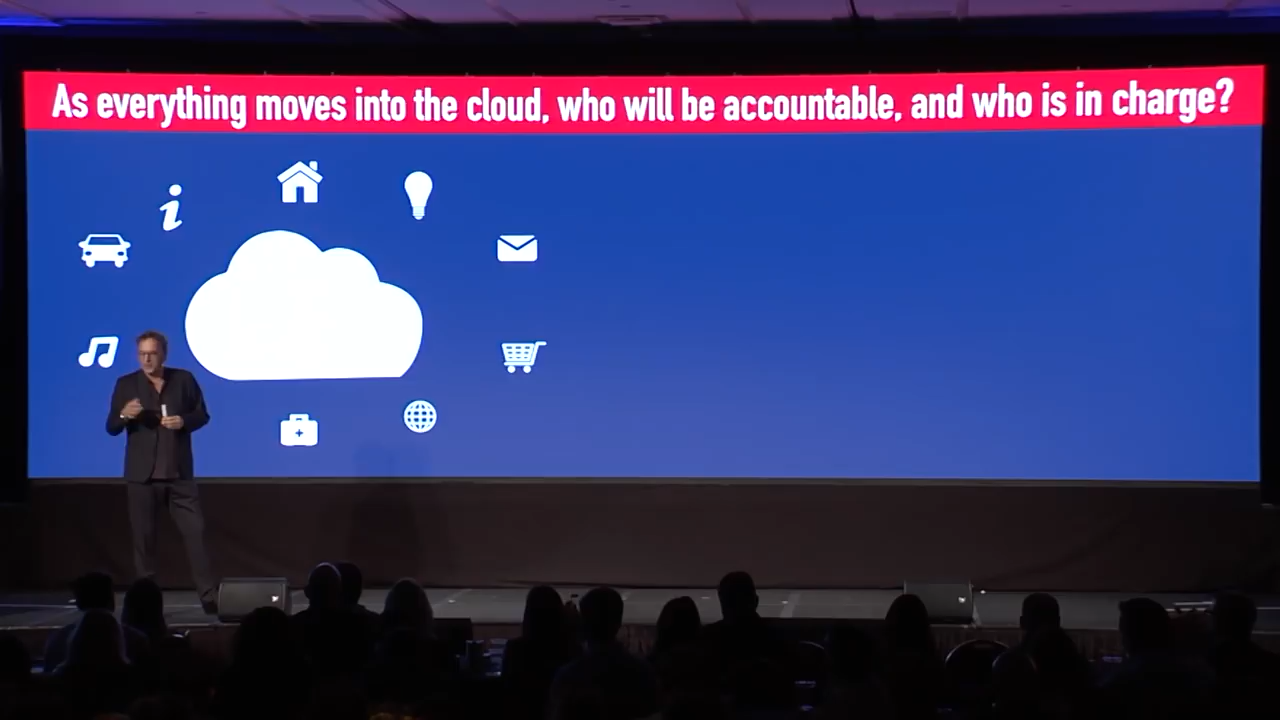 As everything moves into the cloud, who will be accountable, and who is in charge?